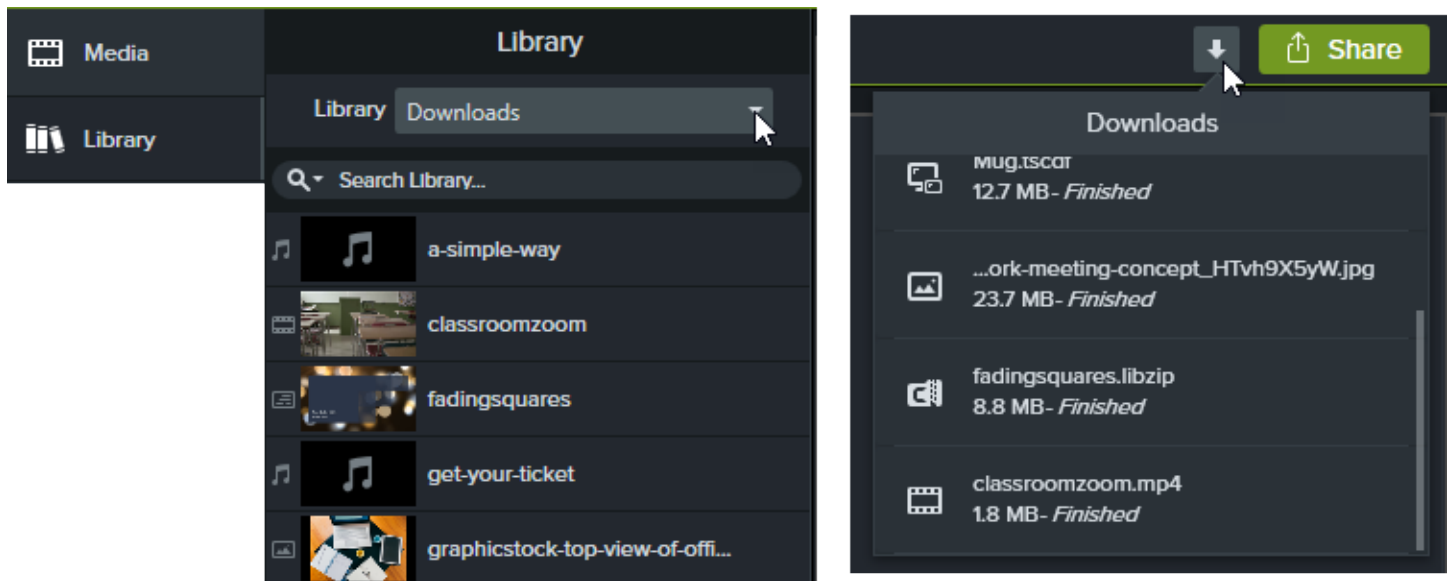 Media
Library
Library
Library Downloads
Search Library...
a-simple-way
classroomzoom
fadingsquares
get-your-ticket
graphicstock-top-view-of-offi...
Share
Downloads
Mug.tscdf
12.7 MB- Finished
...ork-meeting-concept_HTvh9X5yW.jpg
23.7 MB- Finished
fadingsquares.libzip
8.8 MB- Finished
classroomzoom.mp4
1.8 MB- Finished